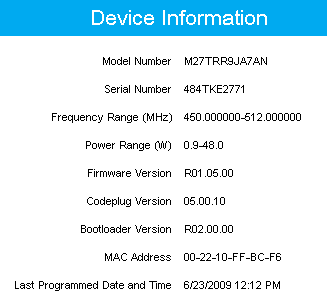 Device Information
Model Number M27TRR9JA7AN
Serial Number 484TKE2771
Frequency Range (MHz) 450.000000-512.000000
Power Range (W) 0.9-48.0
Firmware Version R01.05.00
Codeplug Version 05.00.10
Bootloader Version R02.00.00
MAC Address 00-22-10-FF-BC-F6
Last Programmed Date and Time 6/23/2009 12:12 PM